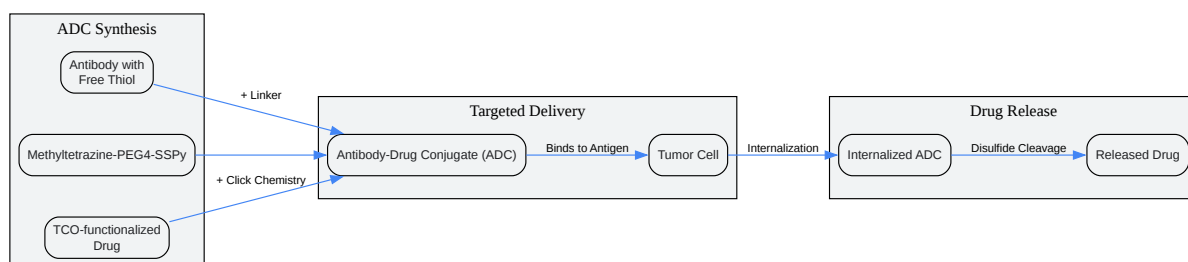 ADC Synthesis
Antibody with
Free Thiol
+ Linker
Methyltetrazine-PEG4-SSPy
+ Click Chemistry
TCO-functionalized
Drug
Targeted Delivery
Antibody-Drug Conjugate (ADC)
Binds to Antigen
Tumor Cell
Internalization
Drug Release
Internalized ADC
Disulfide Cleavage
Released Drug